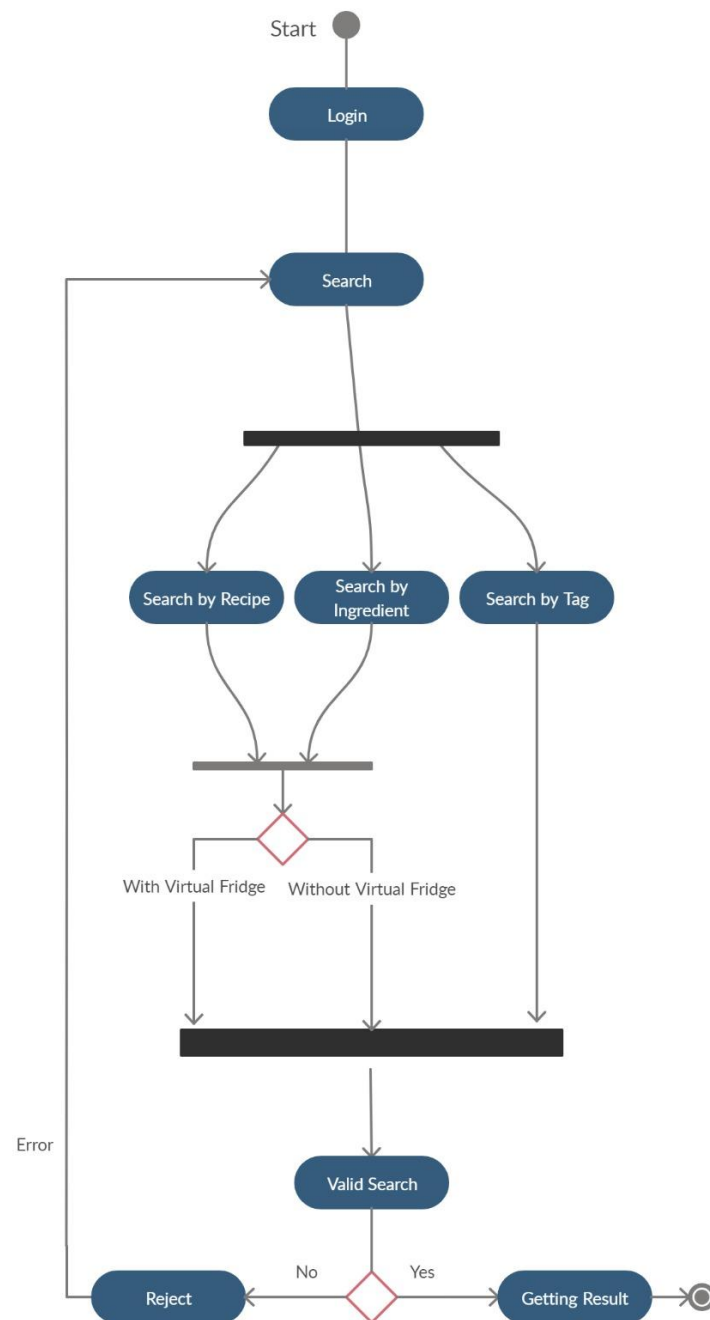 Start
Login
Search
Search by Recipe
Search by
Ingredient
Search by Tag
With Virtual Fridge
Without Virtual Fridge
Error
Valid Search
No
Yes
Reject
Getting Result